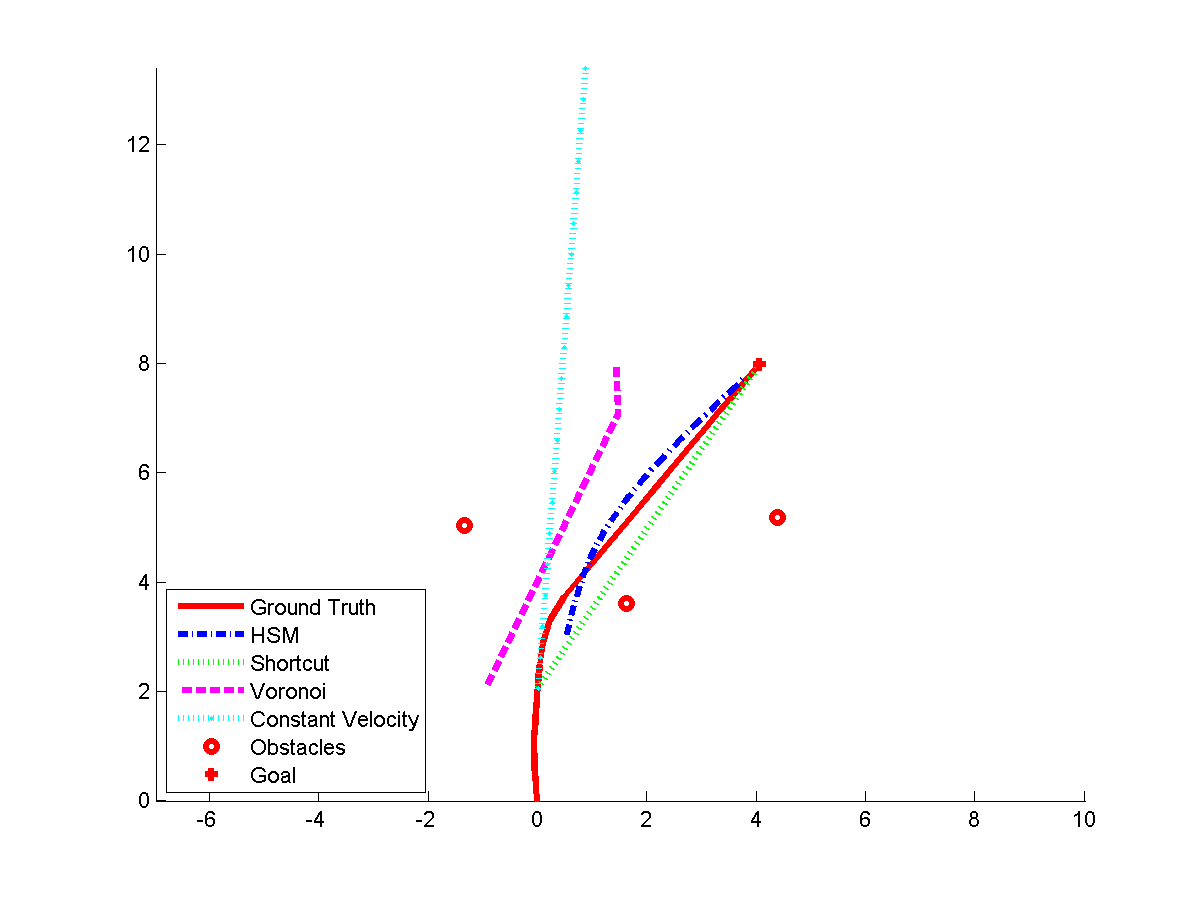 12
10
8
6
4
2
0
Ground Truth
HSM
Shortcut
Voronoi
Constant Velocity
Obstacles
Goal
-6 -4 -2 0 2 4 6 8 10